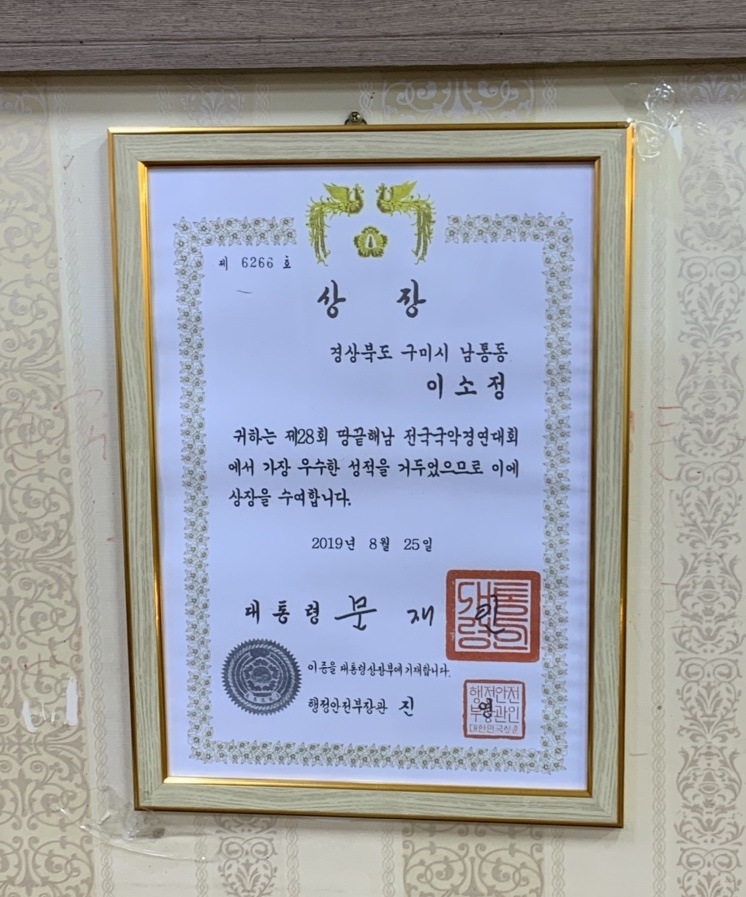 제 6266 호
상 장
경상북도 구미시 남통동
이소정
귀하는 제28회 땅끝해남 전국국악경연대회
에서 가장 우수한 성적을 거두었으므로 이에
상장을 수여합니다.
2019년 8월 25일
대통령 문 재 인
대통
령인
이 증을 대통령상장부에 기재합니다.
행정안전부장관 진 영
행정안전
부장관인